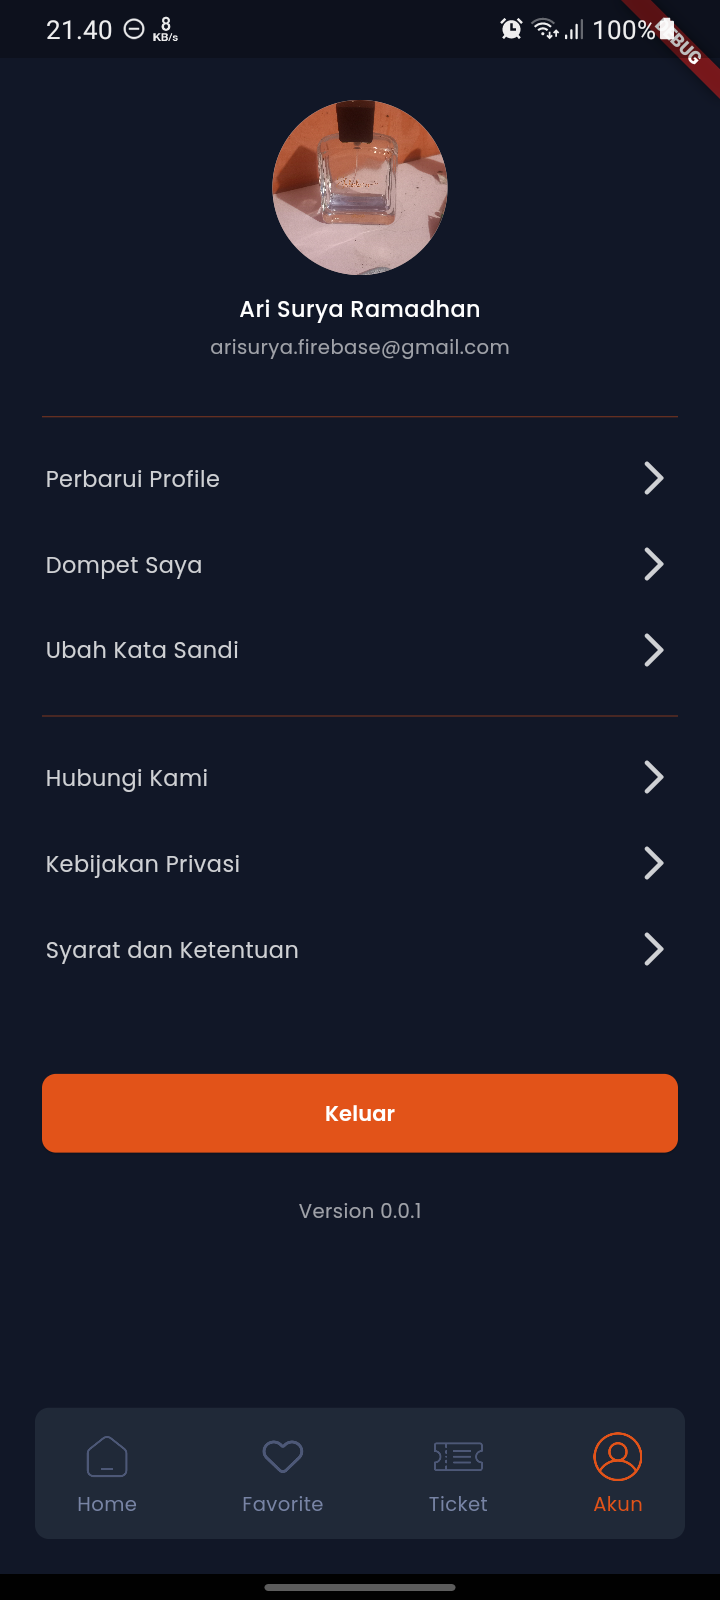 21.40 8 KB/s 100%
DEBUG
Ari Surya Ramadhan
arisurya.firebase@gmail.com
Perbarui Profile
Dompet Saya
Ubah Kata Sandi
Hubungi Kami
Kebijakan Privasi
Syarat dan Ketentuan
Keluar
Version 0.0.1
Home Favorite Ticket Akun